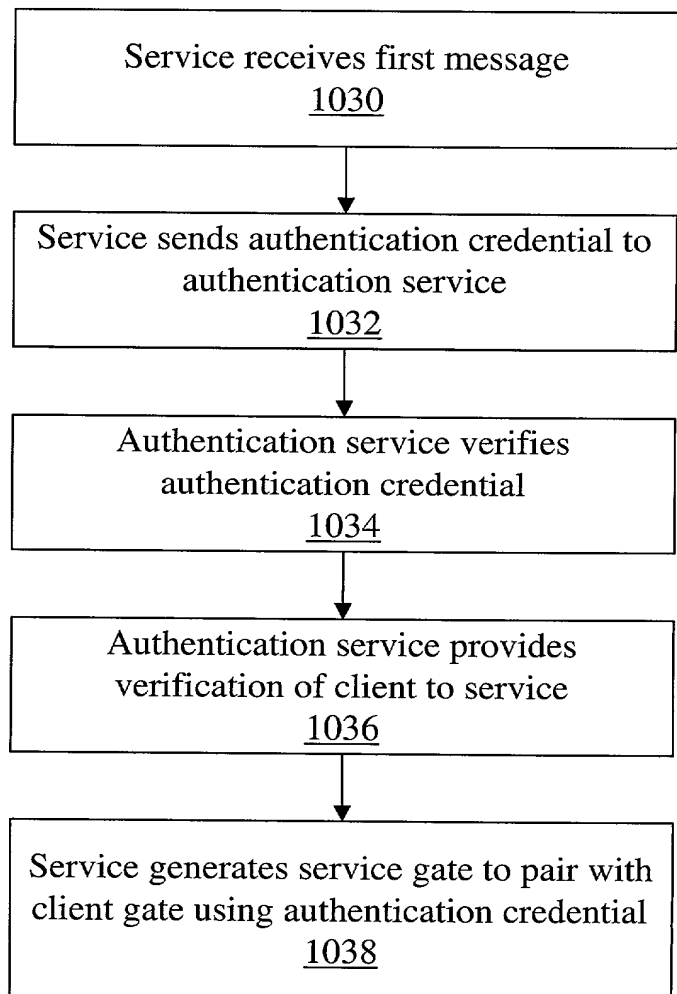 Service receives first message
1030
Service sends authentication credential to
authentication service
1032
Authentication service verifies
authentication credential
1034
Authentication service provides
verification of client to service
1036
Service generates service gate to pair with
client gate using authentication credential
1038